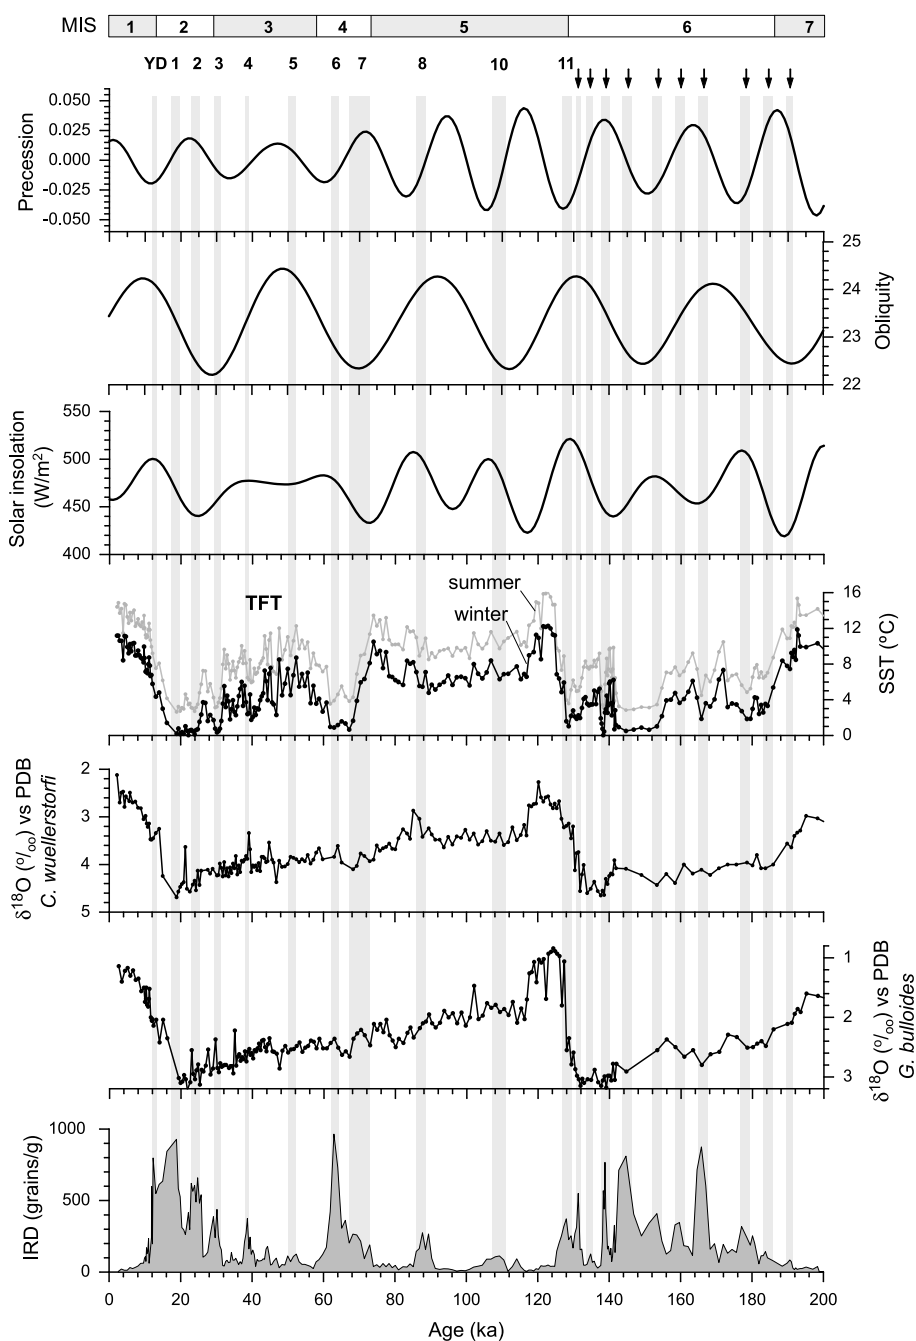 MIS
1 2 3 4 5 6 7
YD 1 2 3 4 5 6 7 8 10 11
0.050
0.025
0.000
-0.025
-0.050
Precession
25
24
23
22
Obliquity
550
500
450
400
Solar insolation
(W/m²)
TFT
summer
winter
16
12
8
4
0
SST (ºC)
2
3
4
5
δ¹⁸O (º/ₒₒ) vs PDB
C. wuellerstorfi
1
2
3
δ¹⁸O (º/ₒₒ) vs PDB
G. bulloides
1000
500
0
IRD (grains/g)
0 20 40 60 80 100 120 140 160 180 200
Age (ka)